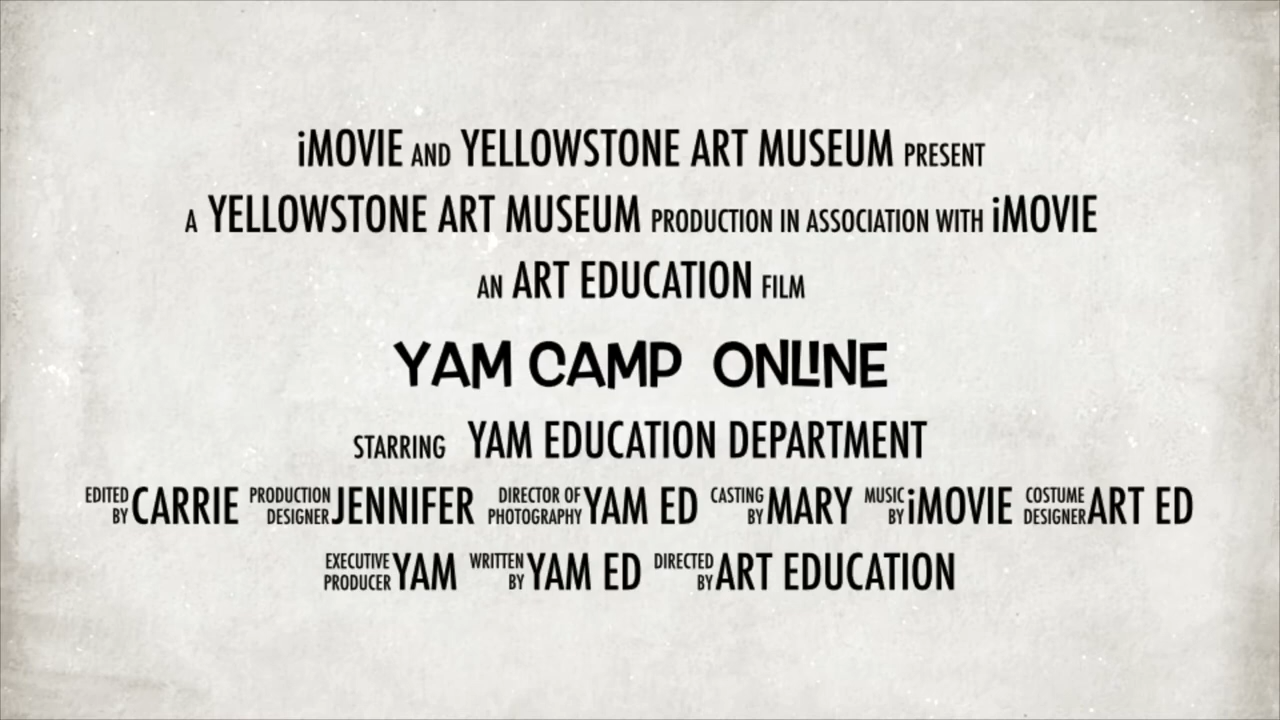 iMOVIE AND YELLOWSTONE ART MUSEUM PRESENT
A YELLOWSTONE ART MUSEUM PRODUCTION IN ASSOCIATION WITH iMOVIE
AN ART EDUCATION FILM
YAM CAMP ONLINE
STARRING YAM EDUCATION DEPARTMENT
EDITED BY CARRIE PRODUCTION DESIGNER JENNIFER DIRECTOR OF PHOTOGRAPHY YAM ED CASTING BY MARY MUSIC BY iMOVIE COSTUME DESIGNER ART ED
EXECUTIVE PRODUCER YAM WRITTEN BY YAM ED DIRECTED BY ART EDUCATION